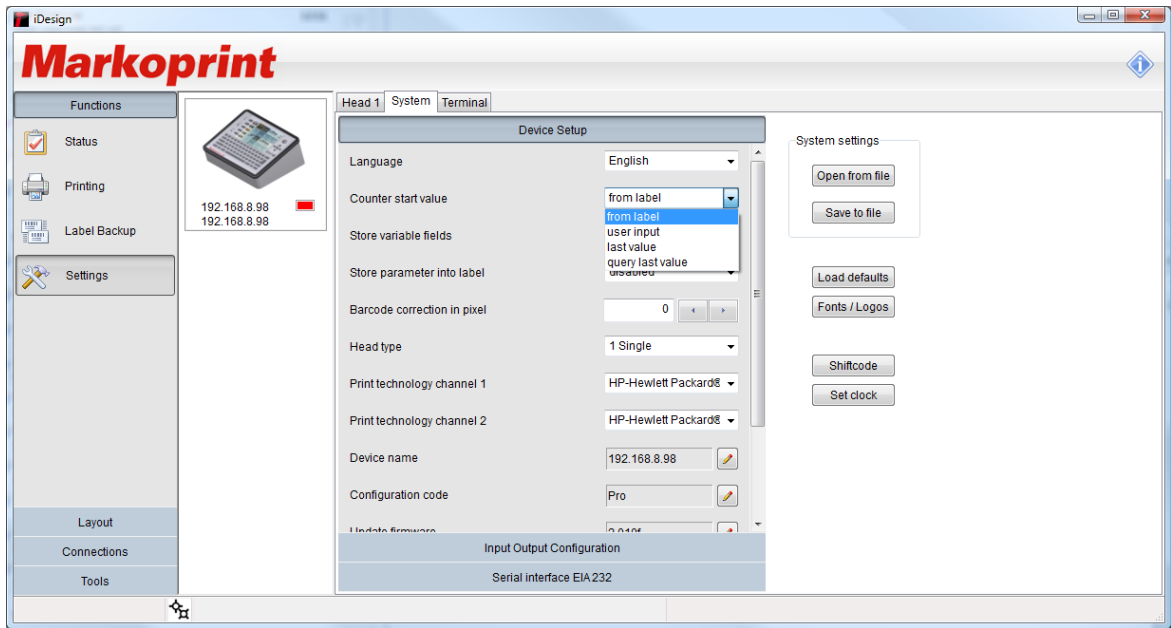 iDesign
Markoprint
Functions
Status
Printing
Label Backup
Settings
Layout
Connections
Tools
192.168.8.98
192.168.8.98
Head 1 System Terminal
Device Setup
Language English
Counter start value from label
from label
user input
last value
query last value
Store variable fields
Store parameter into label disabled
Barcode correction in pixel 0
Head type 1 Single
Print technology channel 1 HP-Hewlett Packard®
Print technology channel 2 HP-Hewlett Packard®
Device name 192.168.8.98
Configuration code Pro
Update firmware
Input Output Configuration
Serial interface EIA 232
System settings
Open from file
Save to file
Load defaults
Fonts / Logos
Shiftcode
Set clock